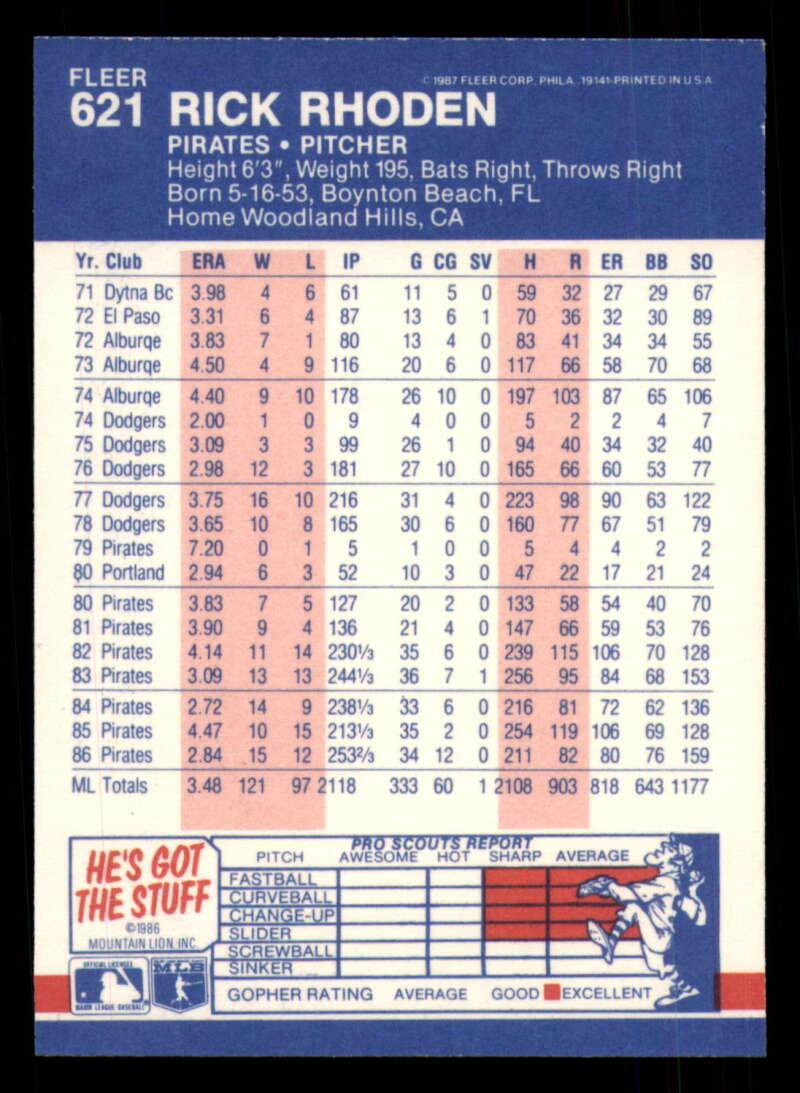 FLEER
© 1987 FLEER CORP. PHILA. 19141-PRINTED IN U.S.A.
621 RICK RHODEN
PIRATES • PITCHER
Height 6'3", Weight 195, Bats Right, Throws Right
Born 5-16-53, Boynton Beach, FL
Home Woodland Hills, CA
Yr. Club ERA W L IP G CG SV H R ER BB SO
71 Dytna Bc 3.98 4 6 61 11 5 0 59 32 27 29 67
72 El Paso 3.31 6 4 87 13 6 1 70 36 32 30 89
72 Alburqe 3.83 7 1 80 13 4 0 83 41 34 34 55
73 Alburqe 4.50 4 9 116 20 6 0 117 66 58 70 68
74 Alburqe 4.40 9 10 178 26 10 0 197 103 87 65 106
74 Dodgers 2.00 1 0 9 4 0 0 5 2 2 4 7
75 Dodgers 3.09 3 3 99 26 1 0 94 40 34 32 40
76 Dodgers 2.98 12 3 181 27 10 0 165 66 60 53 77
77 Dodgers 3.75 16 10 216 31 4 0 223 98 90 63 122
78 Dodgers 3.65 10 8 165 30 6 0 160 77 67 51 79
79 Pirates 7.20 0 1 5 1 0 0 5 4 4 2 2
80 Portland 2.94 6 3 52 10 3 0 47 22 17 21 24
80 Pirates 3.83 7 5 127 20 2 0 133 58 54 40 70
81 Pirates 3.90 9 4 136 21 4 0 147 66 59 53 76
82 Pirates 4.14 11 14 230⅓ 35 6 0 239 115 106 70 128
83 Pirates 3.09 13 13 244⅓ 36 7 1 256 95 84 68 153
84 Pirates 2.72 14 9 238⅓ 33 6 0 216 81 72 62 136
85 Pirates 4.47 10 15 213⅓ 35 2 0 254 119 106 69 128
86 Pirates 2.84 15 12 253⅔ 34 12 0 211 82 80 76 159
ML Totals 3.48 121 97 2118 333 60 1 2108 903 818 643 1177
HE'S GOT
THE STUFF
©1986
MOUNTAIN LION, INC.
OFFICIAL LICENSEE
MAJOR LEAGUE BASEBALL
MLB
PRO SCOUTS REPORT
PITCH AWESOME HOT SHARP AVERAGE
FASTBALL
CURVEBALL
CHANGE-UP
SLIDER
SCREWBALL
SINKER
GOPHER RATING AVERAGE GOOD EXCELLENT